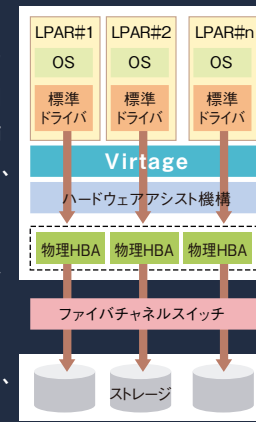 LPAR#1 LPAR#2 LPAR#n
OS OS OS
標準 標準 標準
ドライバ ドライバ ドライバ
Virtage
ハードウェアアシスト機構
物理HBA 物理HBA 物理HBA
ファイバチャネルスイッチ
ストレージ